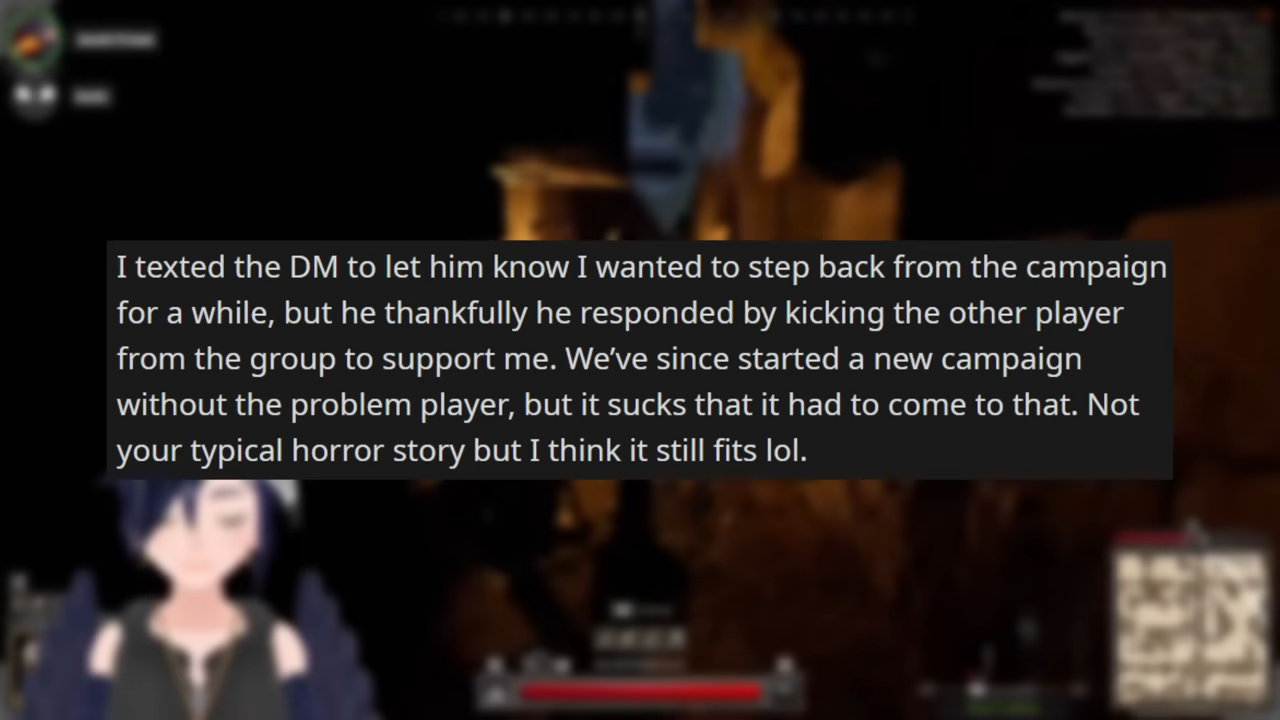 I texted the DM to let him know I wanted to step back from the campaign
for a while, but he thankfully he responded by kicking the other player
from the group to support me. We’ve since started a new campaign
without the problem player, but it sucks that it had to come to that. Not
your typical horror story but I think it still fits lol.